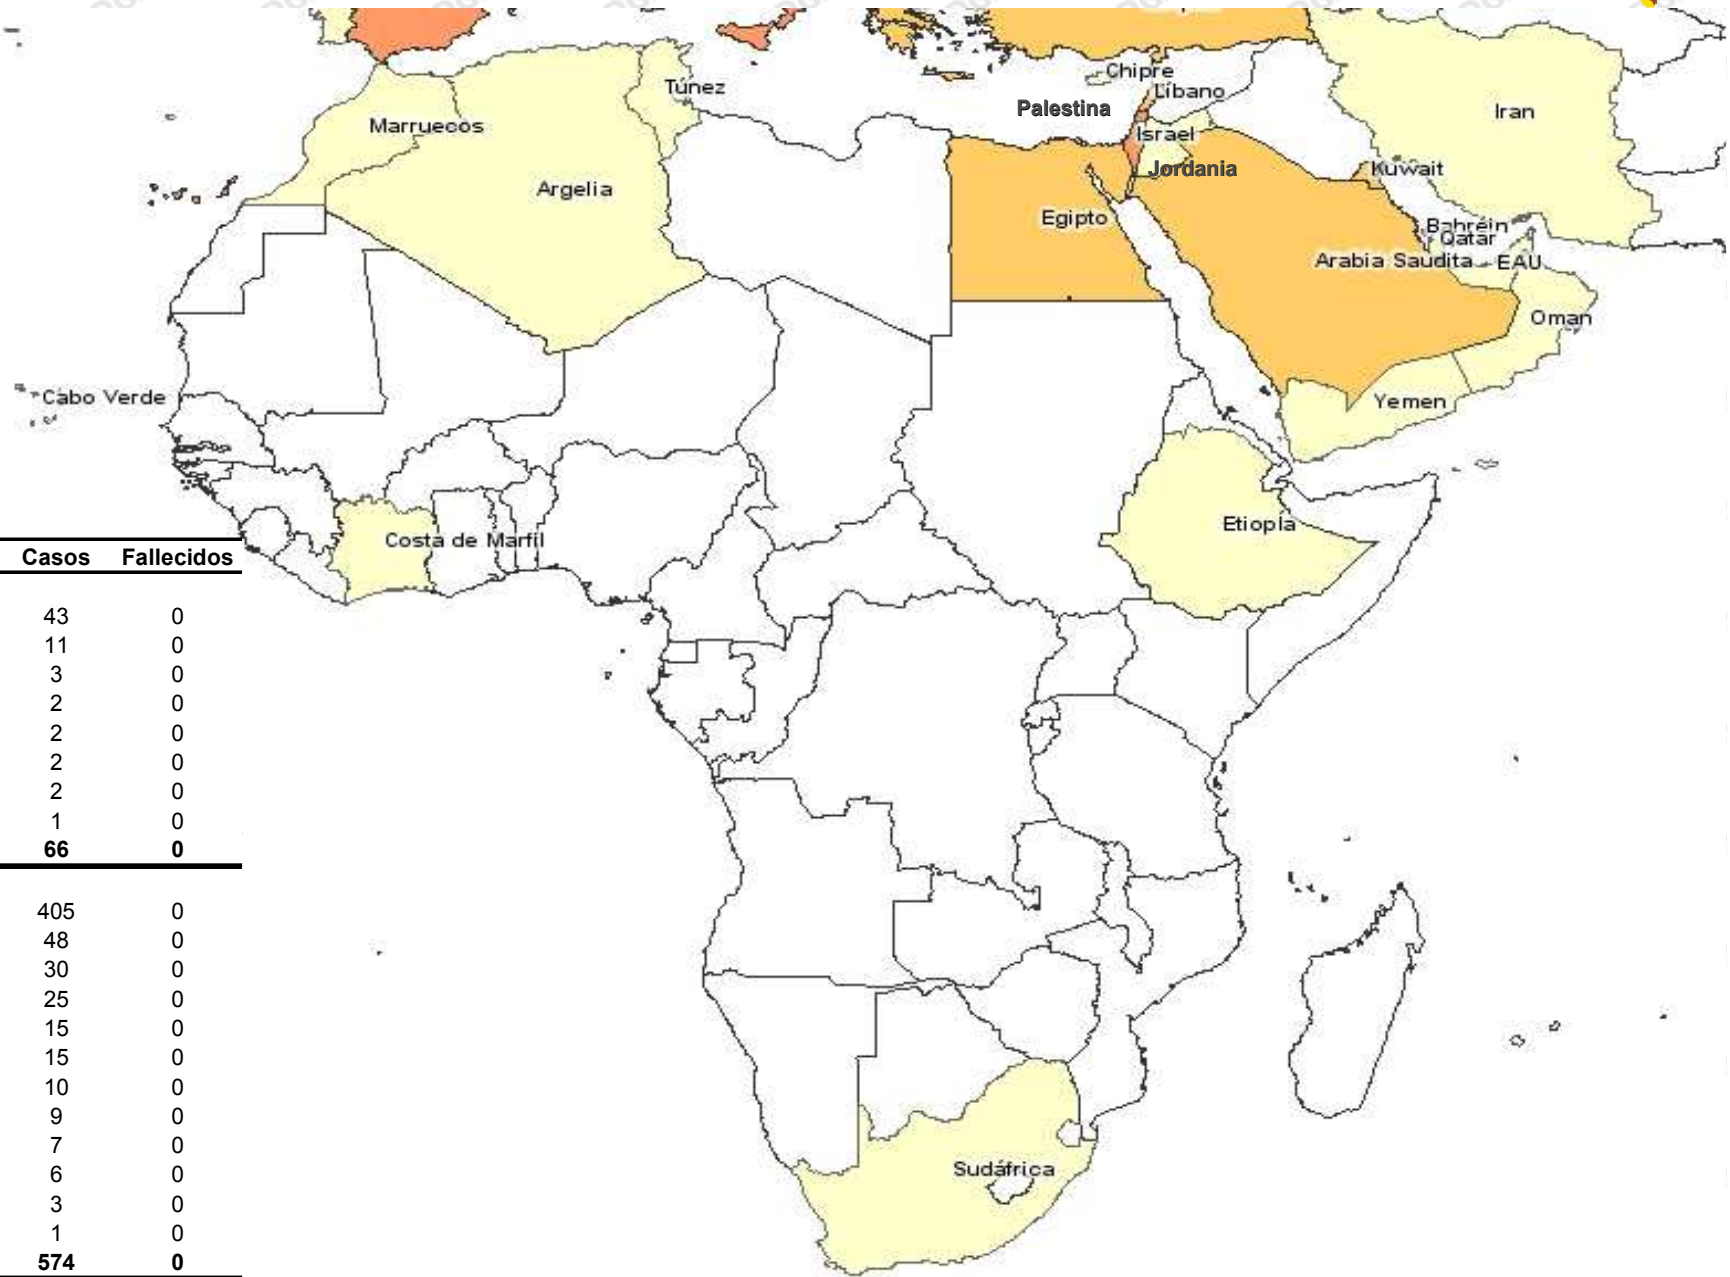 Chipre
Túnez
Líbano
Palestina
Iran
Marruecos
Israel
Jordania
Kuwait
Argelia
Egipto
Bahréin
Qatar
Arabia Saudita
EAU
Oman
Cabo Verde
Yemen
Etiopía
Costa de Marfil
Casos Fallecidos
43 0
11 0
3 0
2 0
2 0
2 0
2 0
1 0
66 0
405 0
48 0
30 0
25 0
15 0
15 0
10 0
9 0
7 0
6 0
3 0
1 0
574 0
Sudáfrica